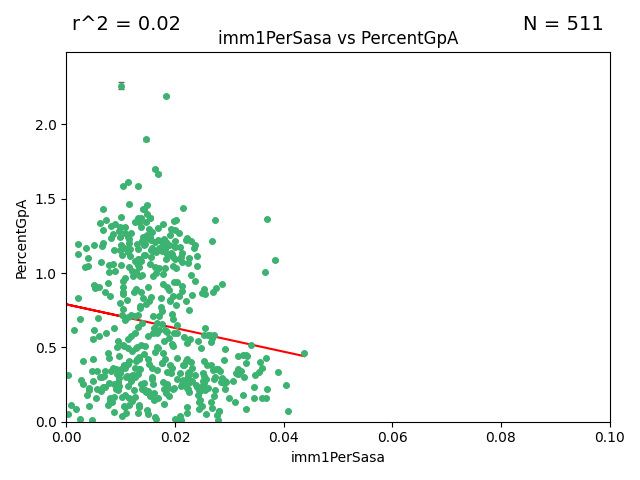 r^2 = 0.02
N = 511
imm1PerSasa vs PercentGpA
2.0
1.5
1.0
0.5
0.0
PercentGpA
0.00 0.02 0.04 0.06 0.08 0.10
imm1PerSasa